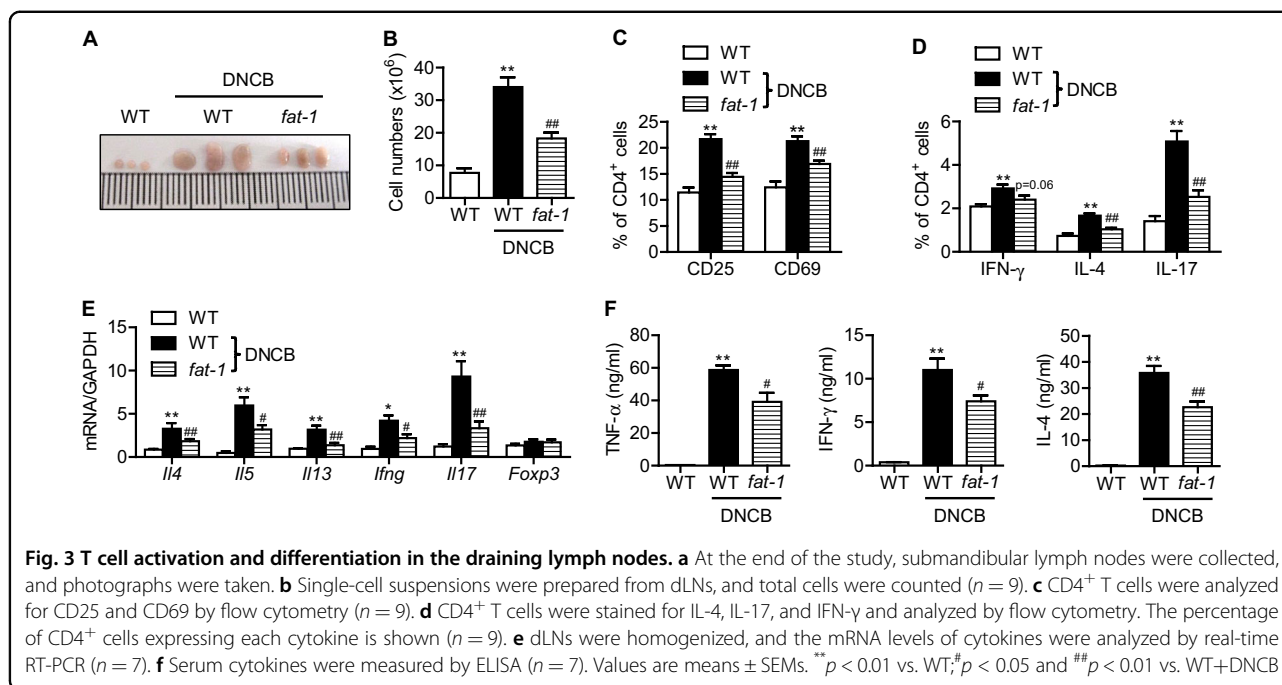 A
DNCB
WT WT fat-1
B
Cell numbers (x10⁶)
40
30
20
10
0
**
##
WT WT fat-1
DNCB
C
WT
WT
fat-1
DNCB
% of CD4⁺ cells
25
20
15
10
5
0
**
##
**
##
CD25 CD69
D
WT
WT
fat-1
DNCB
% of CD4⁺ cells
6
4
2
0
**
p=0.06
**
##
**
##
IFN-γ IL-4 IL-17
E
WT
WT
fat-1
DNCB
mRNA/GAPDH
15
10
5
0
**
##
**
#
**
##
*
#
**
##
Il4 Il5 Il13 Ifng Il17 Foxp3
F
TNF-α (ng/ml)
80
60
40
20
0
**
#
WT WT fat-1
DNCB
IFN-γ (ng/ml)
15
10
5
0
**
#
WT WT fat-1
DNCB
IL-4 (ng/ml)
50
40
30
20
10
0
**
##
WT WT fat-1
DNCB
Fig. 3 T cell activation and differentiation in the draining lymph nodes. a At the end of the study, submandibular lymph nodes were collected,
and photographs were taken. b Single-cell suspensions were prepared from dLNs, and total cells were counted (n = 9). c CD4⁺ T cells were analyzed
for CD25 and CD69 by flow cytometry (n = 9). d CD4⁺ T cells were stained for IL-4, IL-17, and IFN-γ and analyzed by flow cytometry. The percentage
of CD4⁺ cells expressing each cytokine is shown (n = 9). e dLNs were homogenized, and the mRNA levels of cytokines were analyzed by real-time
RT-PCR (n = 7). f Serum cytokines were measured by ELISA (n = 7). Values are means ± SEMs. **p < 0.01 vs. WT;#p < 0.05 and ##p < 0.01 vs. WT+DNCB